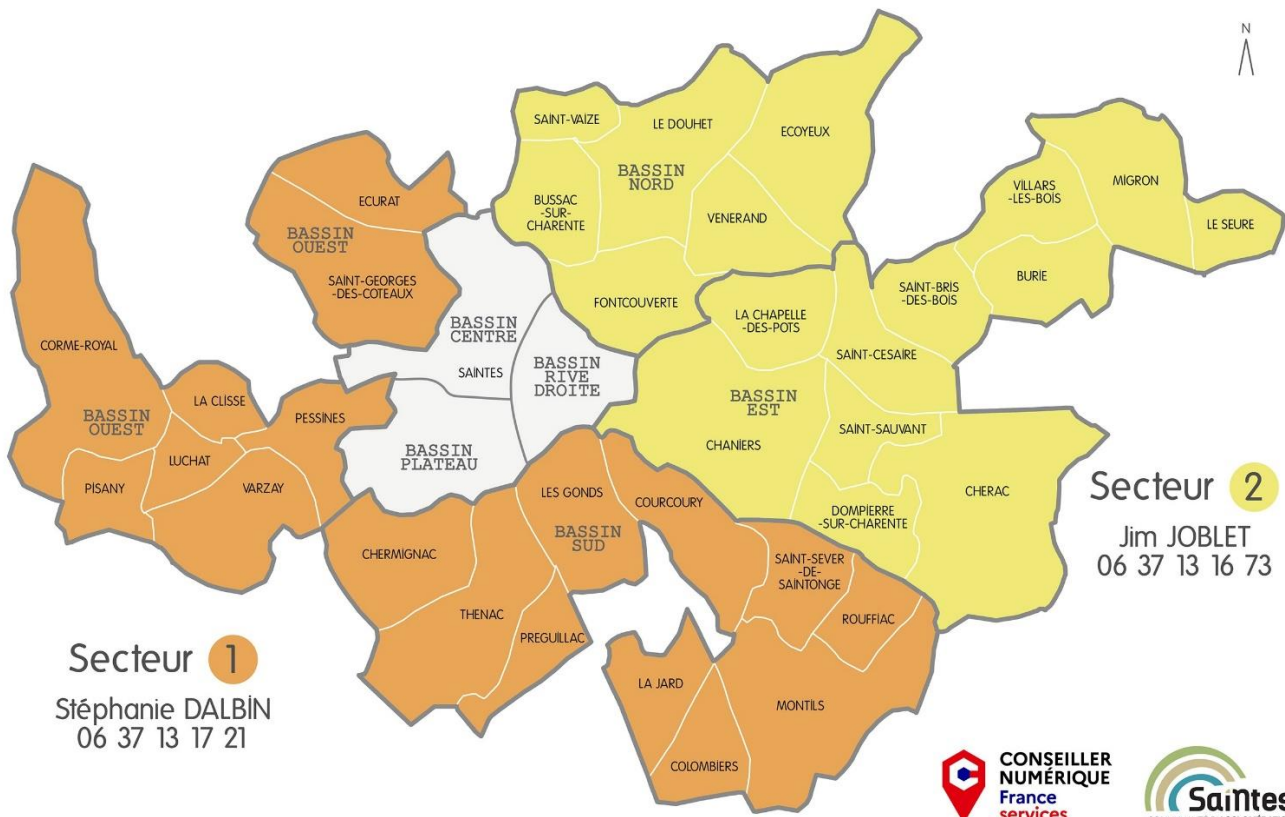 N
SAINT-VAIZE
LE DOUHET
ECOYEUX
BASSIN
NORD
BUSSAC
-SUR-
CHARENTE
VENERAND
FONTCOUVERTE
VILLARS
-LES-BOIS
MIGRON
LE SEURE
BURIE
SAINT-BRIS
-DES-BOIS
ECURAT
BASSIN
OUEST
SAINT-GEORGES
-DES-COTEAUX
BASSIN
CENTRE
SAINTES
BASSIN
RIVE
DROITE
BASSIN
PLATEAU
LA CHAPELLE
-DES-POTS
SAINT-CESAIRE
BASSIN
EST
CHANIERS
SAINT-SAUVANT
DOMPIERRE
-SUR-CHARENTE
CHERAC
CORME-ROYAL
LA CLISSE
PESSINES
BASSIN
OUEST
LUCHAT
PISANY
VARZAY
CHERMIGNAC
LES GONDS
BASSIN
SUD
COURCOURY
THENAC
PREGUILLAC
SAINT-SEVER
-DE-
SAINTONGE
ROUFFIAC
LA JARD
MONTILS
COLOMBIERS
Secteur 2
Jim JOBLET
06 37 13 16 73
Secteur 1
Stéphanie DALBIN
06 37 13 17 21
CONSEILLER
NUMÉRIQUE
France
services
Saintes